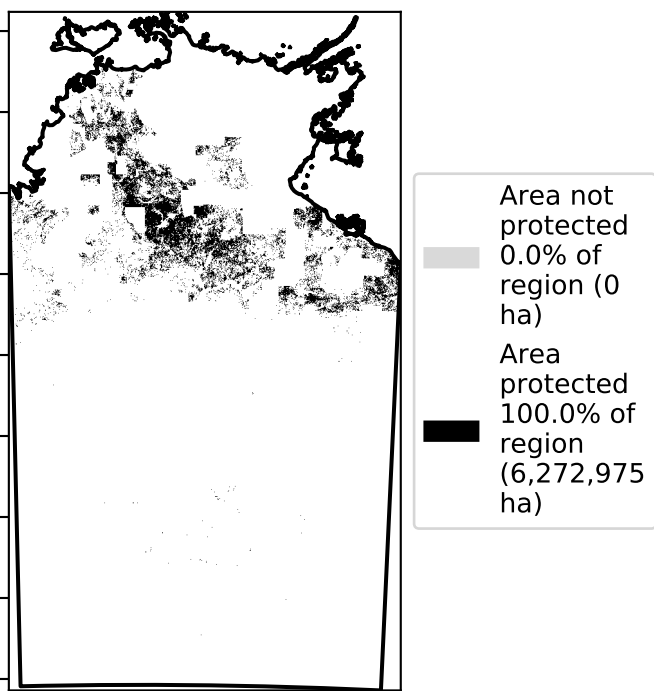 Area not
protected
0.0% of
region (0
ha)
Area
protected
100.0% of
region
(6,272,975
ha)